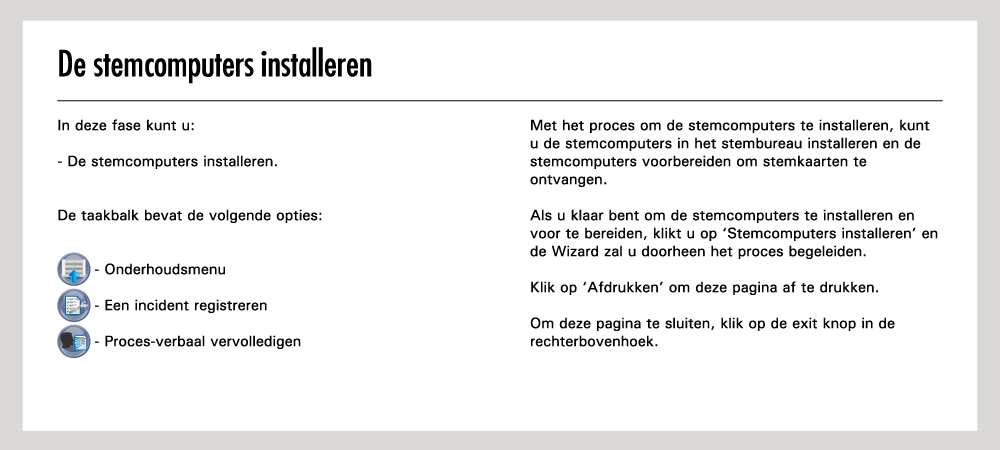 De stemcomputers installeren
In deze fase kunt u:
- De stemcomputers installeren.
De taakbalk bevat de volgende opties:
- Onderhoudsmenu
- Een incident registreren
- Proces-verbaal vervolledigen
Met het proces om de stemcomputers te installeren, kunt
u de stemcomputers in het stembureau installeren en de
stemcomputers voorbereiden om stemkaarten te
ontvangen.
Als u klaar bent om de stemcomputers te installeren en
voor te bereiden, klikt u op ‘Stemcomputers installeren’ en
de Wizard zal u doorheen het proces begeleiden.
Klik op ‘Afdrukken’ om deze pagina af te drukken.
Om deze pagina te sluiten, klik op de exit knop in de
rechterbovenhoek.